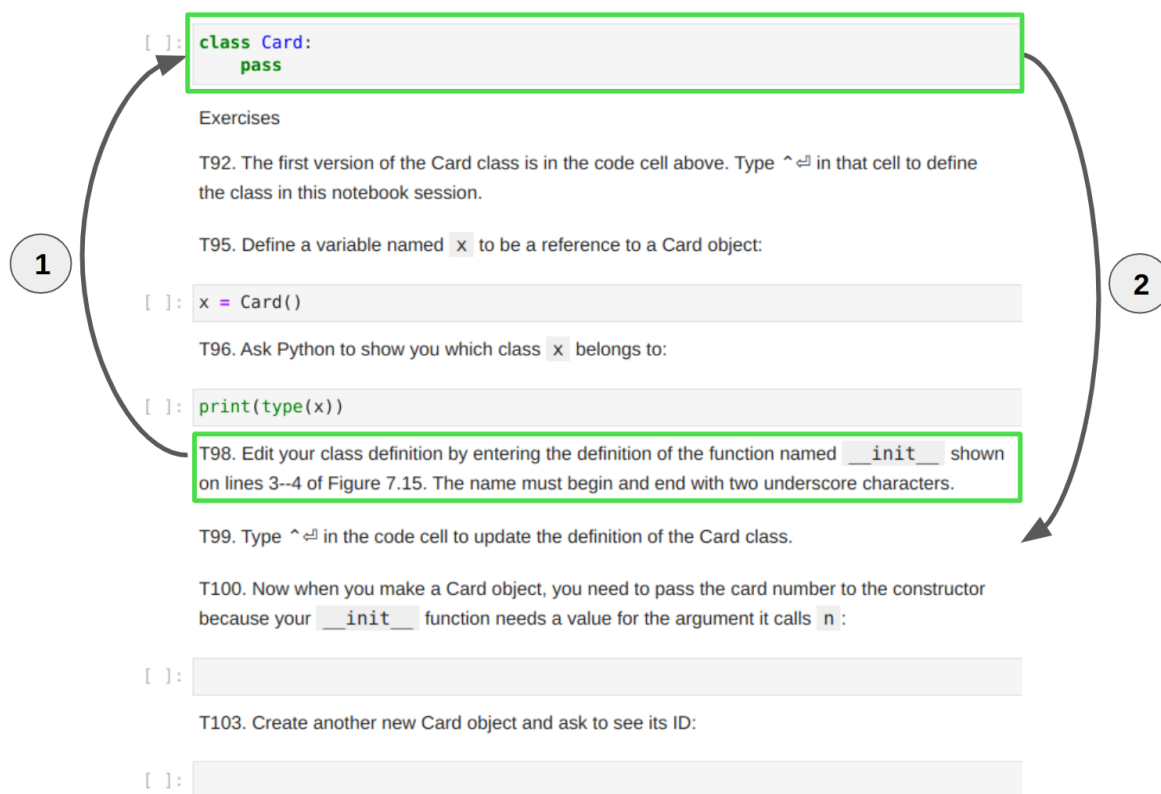 [ ]: class Card:
    pass
Exercises
T92. The first version of the Card class is in the code cell above. Type ^⏎ in that cell to define
the class in this notebook session.
T95. Define a variable named x to be a reference to a Card object:
1
2
[ ]: x = Card()
T96. Ask Python to show you which class x belongs to:
[ ]: print(type(x))
T98. Edit your class definition by entering the definition of the function named __init__ shown
on lines 3--4 of Figure 7.15. The name must begin and end with two underscore characters.
T99. Type ^⏎ in the code cell to update the definition of the Card class.
T100. Now when you make a Card object, you need to pass the card number to the constructor
because your __init__ function needs a value for the argument it calls n :
[ ]:
T103. Create another new Card object and ask to see its ID:
[ ]: